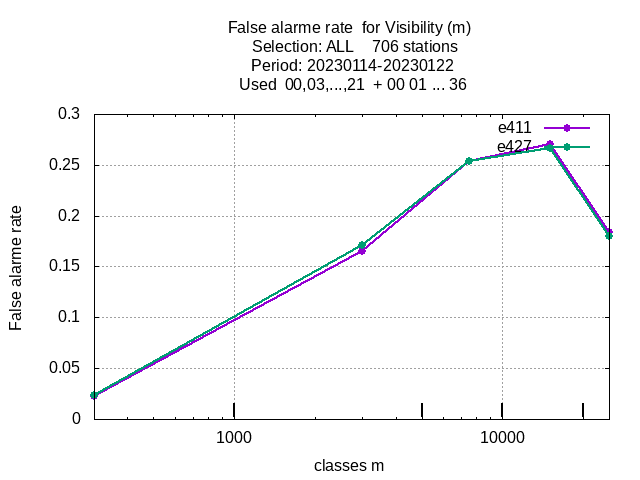 False alarme rate  for Visibility (m)
Selection: ALL    706 stations
Period: 20230114-20230122
Used  00,03,...,21  + 00 01 ... 36
0.3
0.25
0.2
0.15
0.1
0.05
0
False alarme rate
e411
e427
1000
10000
classes m